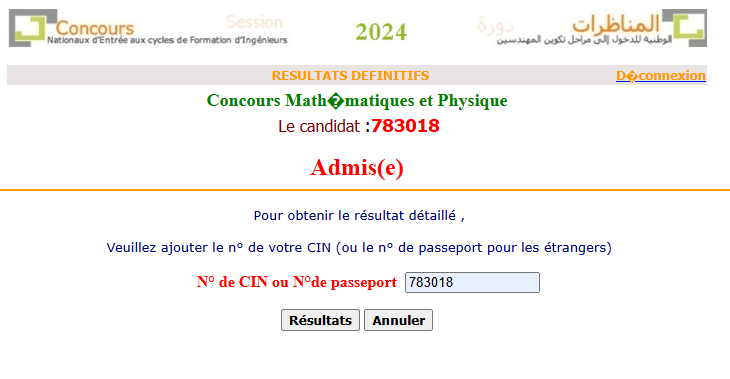 Concours
Nationaux d'Entrée aux cycles de Formation d'Ingénieurs
Session
2024
دورة
المناظرات
الوطنية للدخول إلى مراحل تكوين المهندسين
RESULTATS DEFINITIFS
D�connexion
Concours Math�matiques et Physique
Le candidat :783018
Admis(e)
Pour obtenir le résultat détaillé ,
Veuillez ajouter le n° de votre CIN (ou le n° de passeport pour les étrangers)
N° de CIN ou N°de passeport 783018
Résultats Annuler